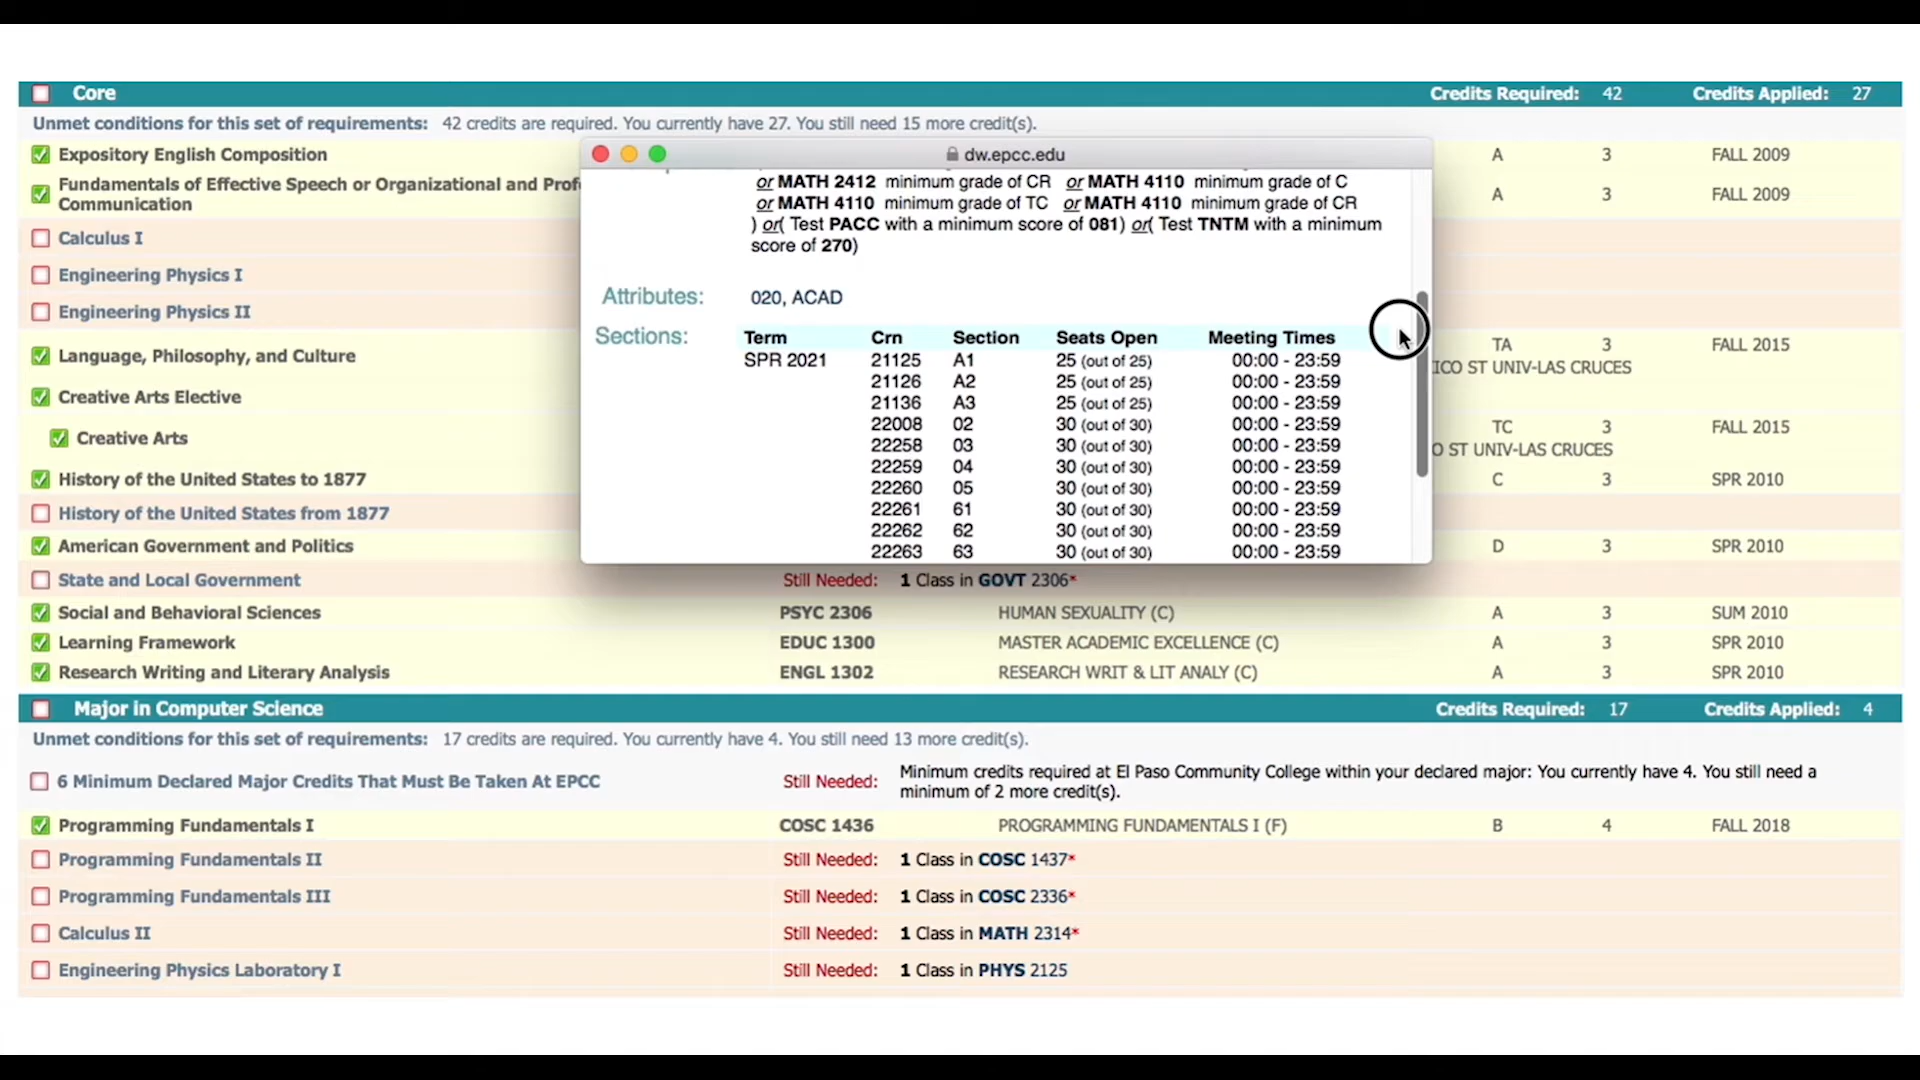 Core Credits Required: 42 Credits Applied: 27
Unmet conditions for this set of requirements: 42 credits are required. You currently have 27. You still need 15 more credit(s).
Expository English Composition A 3 FALL 2009
Fundamentals of Effective Speech or Organizational and Prof
Communication A 3 FALL 2009
Calculus I
Engineering Physics I
Engineering Physics II
Language, Philosophy, and Culture TA 3 FALL 2015
ICO ST UNIV-LAS CRUCES
Creative Arts Elective
Creative Arts TC 3 FALL 2015
O ST UNIV-LAS CRUCES
History of the United States to 1877 C 3 SPR 2010
History of the United States from 1877
American Government and Politics D 3 SPR 2010
dw.epcc.edu
or MATH 2412 minimum grade of CR or MATH 4110 minimum grade of C
or MATH 4110 minimum grade of TC or MATH 4110 minimum grade of CR
) or( Test PACC with a minimum score of 081) or( Test TNTM with a minimum
score of 270)
Attributes: 020, ACAD
Sections: Term Crn Section Seats Open Meeting Times
SPR 2021 21125 A1 25 (out of 25) 00:00 - 23:59
21126 A2 25 (out of 25) 00:00 - 23:59
21136 A3 25 (out of 25) 00:00 - 23:59
22008 02 30 (out of 30) 00:00 - 23:59
22258 03 30 (out of 30) 00:00 - 23:59
22259 04 30 (out of 30) 00:00 - 23:59
22260 05 30 (out of 30) 00:00 - 23:59
22261 61 30 (out of 30) 00:00 - 23:59
22262 62 30 (out of 30) 00:00 - 23:59
22263 63 30 (out of 30) 00:00 - 23:59
State and Local Government Still Needed: 1 Class in GOVT 2306*
Social and Behavioral Sciences PSYC 2306 HUMAN SEXUALITY (C) A 3 SUM 2010
Learning Framework EDUC 1300 MASTER ACADEMIC EXCELLENCE (C) A 3 SPR 2010
Research Writing and Literary Analysis ENGL 1302 RESEARCH WRIT & LIT ANALY (C) A 3 SPR 2010
Major in Computer Science Credits Required: 17 Credits Applied: 4
Unmet conditions for this set of requirements: 17 credits are required. You currently have 4. You still need 13 more credit(s).
6 Minimum Declared Major Credits That Must Be Taken At EPCC Still Needed: Minimum credits required at El Paso Community College within your declared major: You currently have 4. You still need a
minimum of 2 more credit(s).
Programming Fundamentals I COSC 1436 PROGRAMMING FUNDAMENTALS I (F) B 4 FALL 2018
Programming Fundamentals II Still Needed: 1 Class in COSC 1437*
Programming Fundamentals III Still Needed: 1 Class in COSC 2336*
Calculus II Still Needed: 1 Class in MATH 2314*
Engineering Physics Laboratory I Still Needed: 1 Class in PHYS 2125